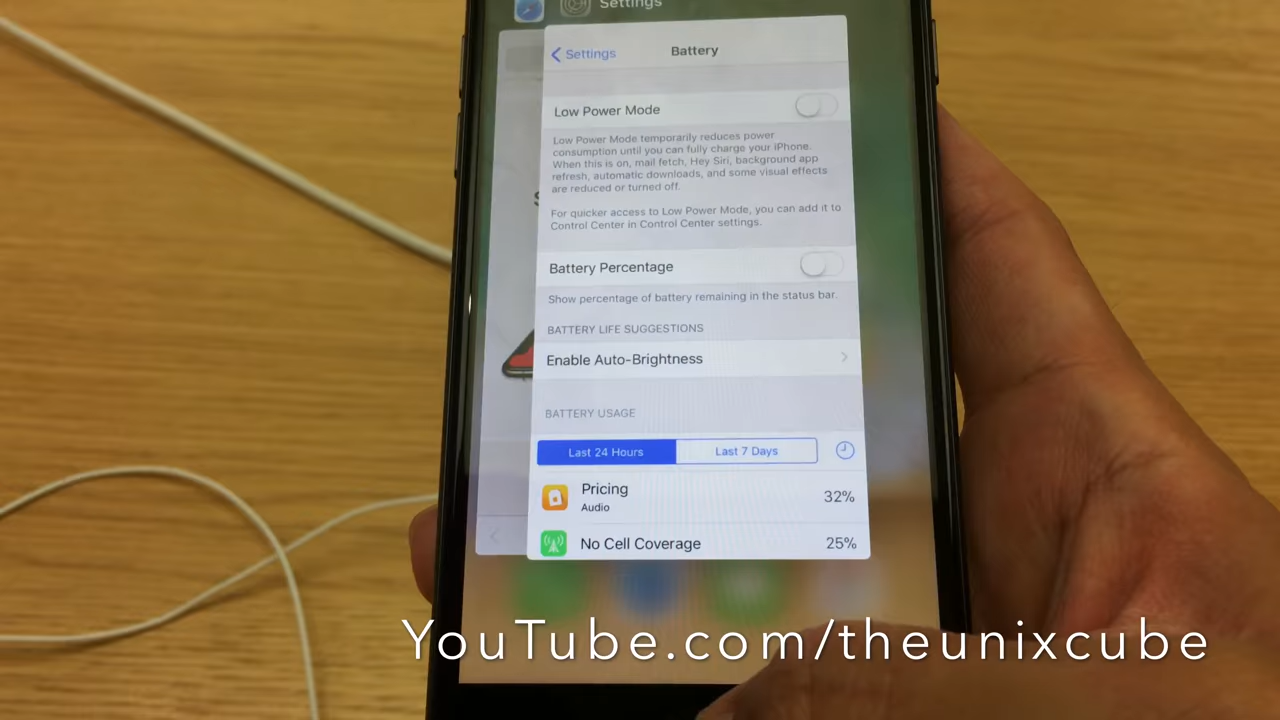 Settings
Settings
Battery
Low Power Mode
Low Power Mode temporarily reduces power
consumption until you can fully charge your iPhone.
When this is on, mail fetch, Hey Siri, background app
refresh, automatic downloads, and some visual effects
are reduced or turned off.
For quicker access to Low Power Mode, you can add it to
Control Center in Control Center settings.
Battery Percentage
Show percentage of battery remaining in the status bar.
BATTERY LIFE SUGGESTIONS
Enable Auto-Brightness
BATTERY USAGE
Last 24 Hours
Last 7 Days
Pricing
Audio
32%
No Cell Coverage
25%
YouTube.com/theunixcube